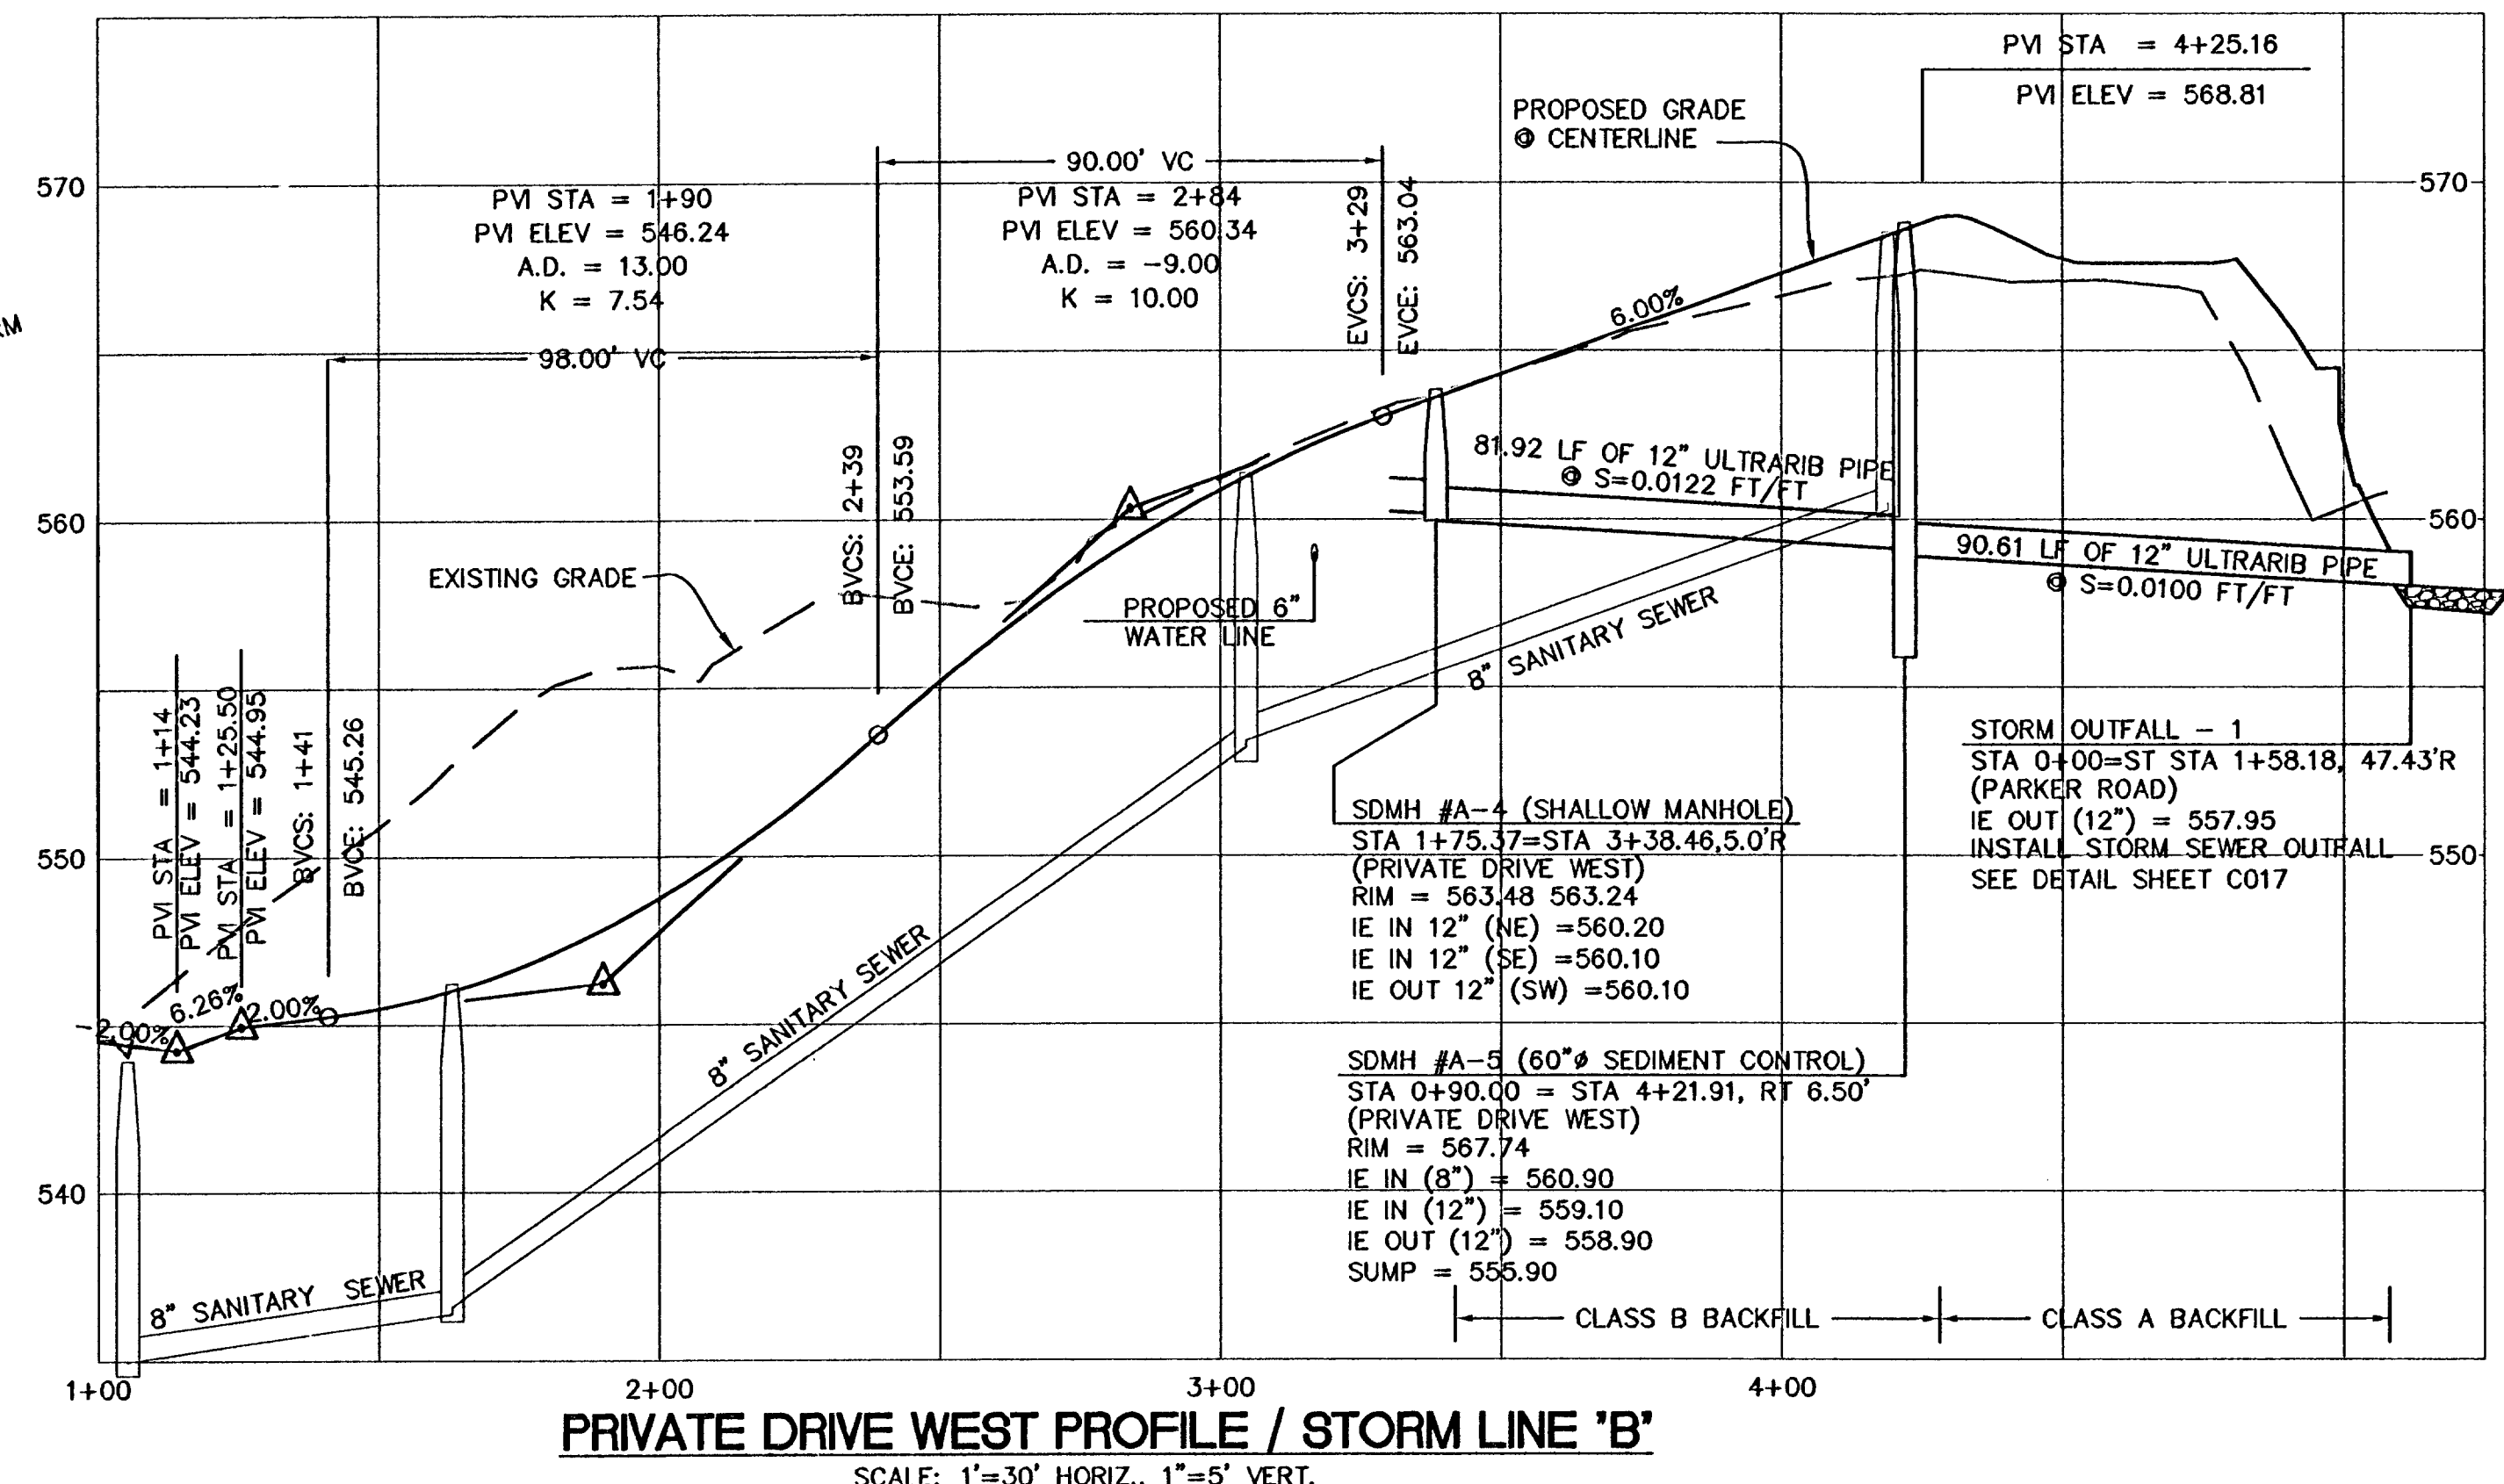 PVI STA = 4+25.16
PVI ELEV = 568.81
PROPOSED GRADE
@ CENTERLINE
90.00' VC
570
570
PVI STA = 1+90
PVI ELEV = 546.24
A.D. = 13.00
K = 7.54
PVI STA = 2+84
PVI ELEV = 560.34
A.D. = -9.00
K = 10.00
EVCS: 3+29
EVCE: 563.04
6.00%
98.00' VC
BVCS: 2+39
BVCE: 553.59
81.92 LF OF 12" ULTRARIB PIPE
@ S=0.0122 FT/FT
560
560
90.61 LF OF 12" ULTRARIB PIPE
@ S=0.0100 FT/FT
EXISTING GRADE
PROPOSED 6"
WATER LINE
8" SANITARY SEWER
PVI STA = 1+14
PVI ELEV = 544.23
PVI STA = 1+25.50
PVI ELEV = 544.95
BVCS: 1+41
BVCE: 545.26
STORM OUTFALL - 1
STA 0+00=ST STA 1+58.18, 47.43'R
(PARKER ROAD)
IE OUT (12") = 557.95
INSTALL STORM SEWER OUTFALL
SEE DETAIL SHEET C017
550
550
SDMH #A-4 (SHALLOW MANHOLE)
STA 1+75.37=STA 3+38.46,5.0'R
(PRIVATE DRIVE WEST)
RIM = 563.48 563.24
IE IN 12" (NE) =560.20
IE IN 12" (SE) =560.10
IE OUT 12" (SW) =560.10
-2.00%
6.26%
2.00%
8" SANITARY SEWER
SDMH #A-5 (60"ø SEDIMENT CONTROL)
STA 0+90.00 = STA 4+21.91, RT 6.50'
(PRIVATE DRIVE WEST)
RIM = 567.74
IE IN (8") = 560.90
IE IN (12") = 559.10
IE OUT (12") = 558.90
SUMP = 555.90
540
8" SANITARY SEWER
CLASS B BACKFILL
CLASS A BACKFILL
1+00
2+00
3+00
4+00
PRIVATE DRIVE WEST PROFILE / STORM LINE "B"
SCALE: 1'=30' HORIZ., 1"=5' VERT.